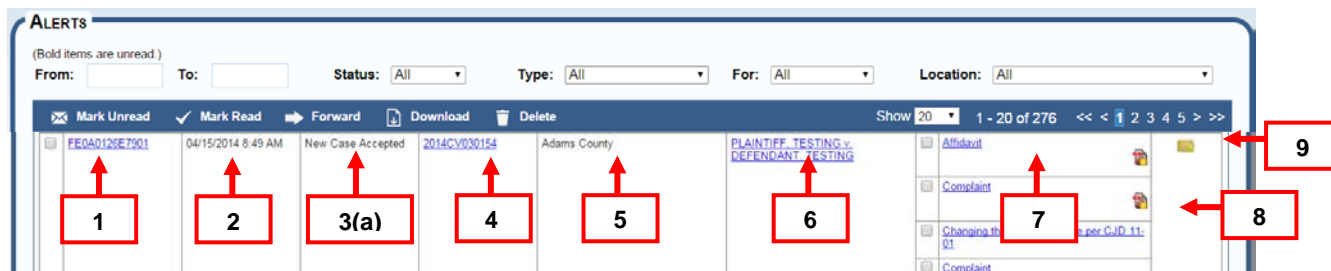 ALERTS
(Bold items are unread.)
From: To: Status: All Type: All For: All Location: All
Mark Unread Mark Read Forward Download Delete Show 20 1 - 20 of 276 << < 1 2 3 4 5 > >>
FE0A0126E7901 04/15/2014 8:49 AM New Case Accepted 2014CV030154 Adams County PLAINTIFF, TESTING v. Affidavit
DEFENDANT, TESTING
9
Complaint
1 2 3(a) 4 5 6 7 8
Changing th e per CJD 11-
01
Complaint